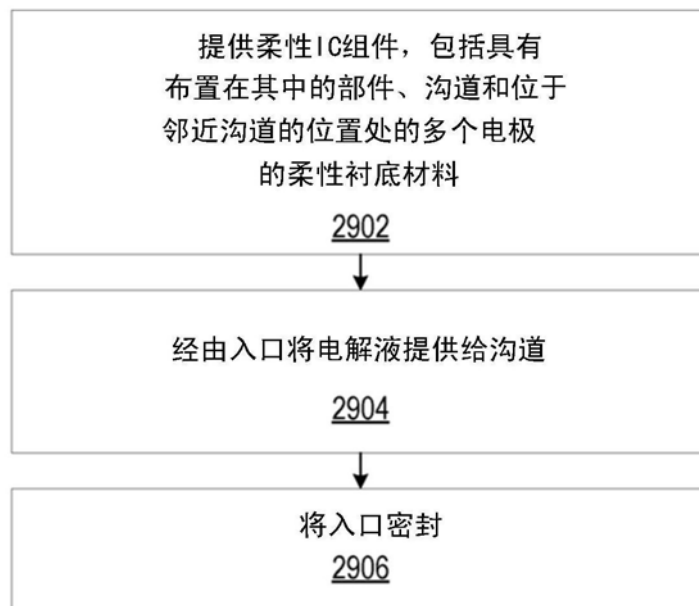 提供柔性IC组件，包括具有
布置在其中的部件、沟道和位于
邻近沟道的位置处的多个电极
的柔性衬底材料
2902
经由入口将电解液提供给沟道
2904
将入口密封
2906